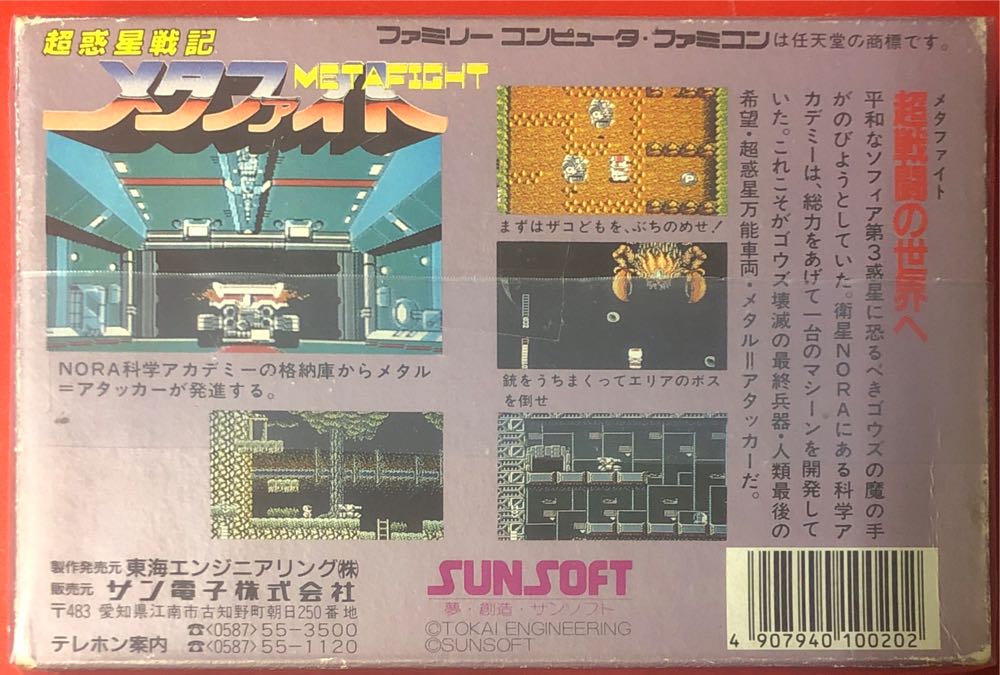 超惑星戦記
METAFIGHT
メタファイト
ファミリー コンピュータ・ファミコンは任天堂の商標です。
メタファイト
超戦闘の世界へ
平和なソフィア第3惑星に恐るべきゴウズの魔の手
がのびようとしていた。衛星NORAにある科学ア
カデミーは、総力をあげて一台のマシーンを開発して
いた。これこそがゴウズ壊滅の最終兵器・人類最後の
希望・超惑星万能車両・メタル＝アタッカーだ。
まずはザコどもを、ぶちのめせ！
銃をうちまくってエリアのボス
を倒せ
NORA科学アカデミーの格納庫からメタル
＝アタッカーが発進する。
製作発売元 東海エンジニアリング㈱
販売元 サン電子株式会社
〒483 愛知県江南市古知野町朝日250番地
☎<0587>55-3500
テレホン案内 ☎<0587>55-1120
SUNSOFT
夢・創造・サンソフト
©TOKAI ENGINEERING
©SUNSOFT
4 907940 100202